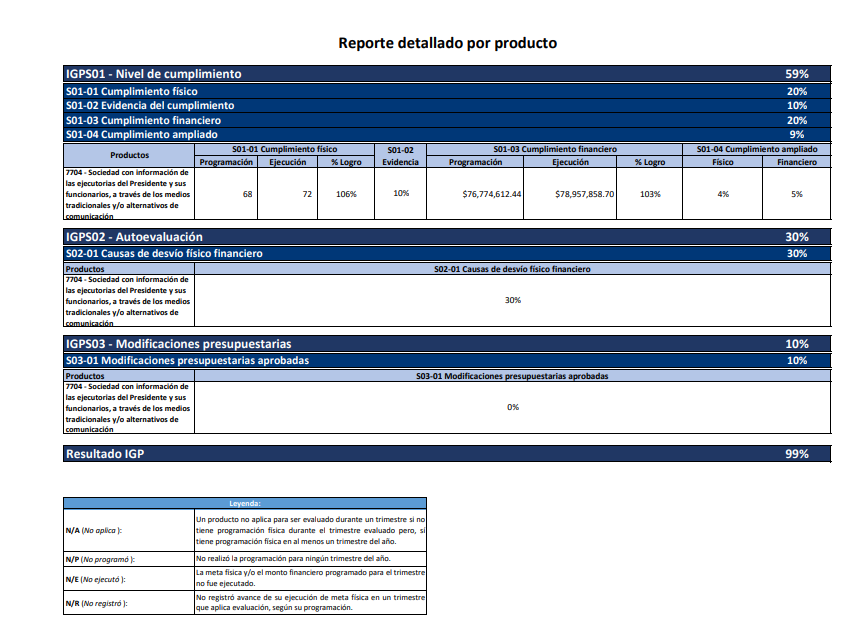 Reporte detallado por producto
IGPS01 - Nivel de cumplimiento 59%
S01-01 Cumplimiento físico 20%
S01-02 Evidencia del cumplimiento 10%
S01-03 Cumplimiento financiero 20%
S01-04 Cumplimiento ampliado 9%
Productos S01-01 Cumplimiento físico S01-02 S01-03 Cumplimiento financiero S01-04 Cumplimiento ampliado
Programación Ejecución % Logro Evidencia Programación Ejecución % Logro Físico Financiero
7704 - Sociedad con información de
las ejecutorias del Presidente y sus
funcionarios, a través de los medios
tradicionales y/o alternativos de
comunicación
68 72 106% 10% $76,774,612.44 $78,957,858.70 103% 4% 5%
IGPS02 - Autoevaluación 30%
S02-01 Causas de desvío físico financiero 30%
Productos S02-01 Causas de desvío físico financiero
7704 - Sociedad con información de
las ejecutorias del Presidente y sus
funcionarios, a través de los medios
tradicionales y/o alternativos de
comunicación
30%
IGPS03 - Modificaciones presupuestarias 10%
S03-01 Modificaciones presupuestarias aprobadas 10%
Productos S03-01 Modificaciones presupuestarias aprobadas
7704 - Sociedad con información de
las ejecutorias del Presidente y sus
funcionarios, a través de los medios
tradicionales y/o alternativos de
comunicación
0%
Resultado IGP 99%
Leyenda:
N/A (No aplica ):
Un producto no aplica para ser evaluado durante un trimestre si no
tiene programación física durante el trimestre evaluado pero, sí
tiene programación física en al menos un trimestre del año.
N/P (No programó ): No realizó la programación para ningún trimestre del año.
N/E (No ejecutó ):
La meta física y/o el monto financiero programado para el trimestre
no fue ejecutado.
N/R (No registró ):
No registró avance de su ejecución de meta física en un trimestre
que aplica evaluación, según su programación.